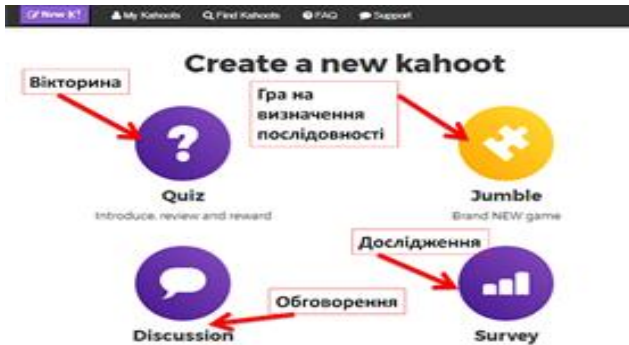 New K! My Kahoots Find Kahoots FAQ Support
Create a new kahoot
Вікторина
Гра на
визначення
послідовності
Quiz
Introduce, review and reward
Jumble
Brand NEW game
Дослідження
Обговорення
Discussion
Survey